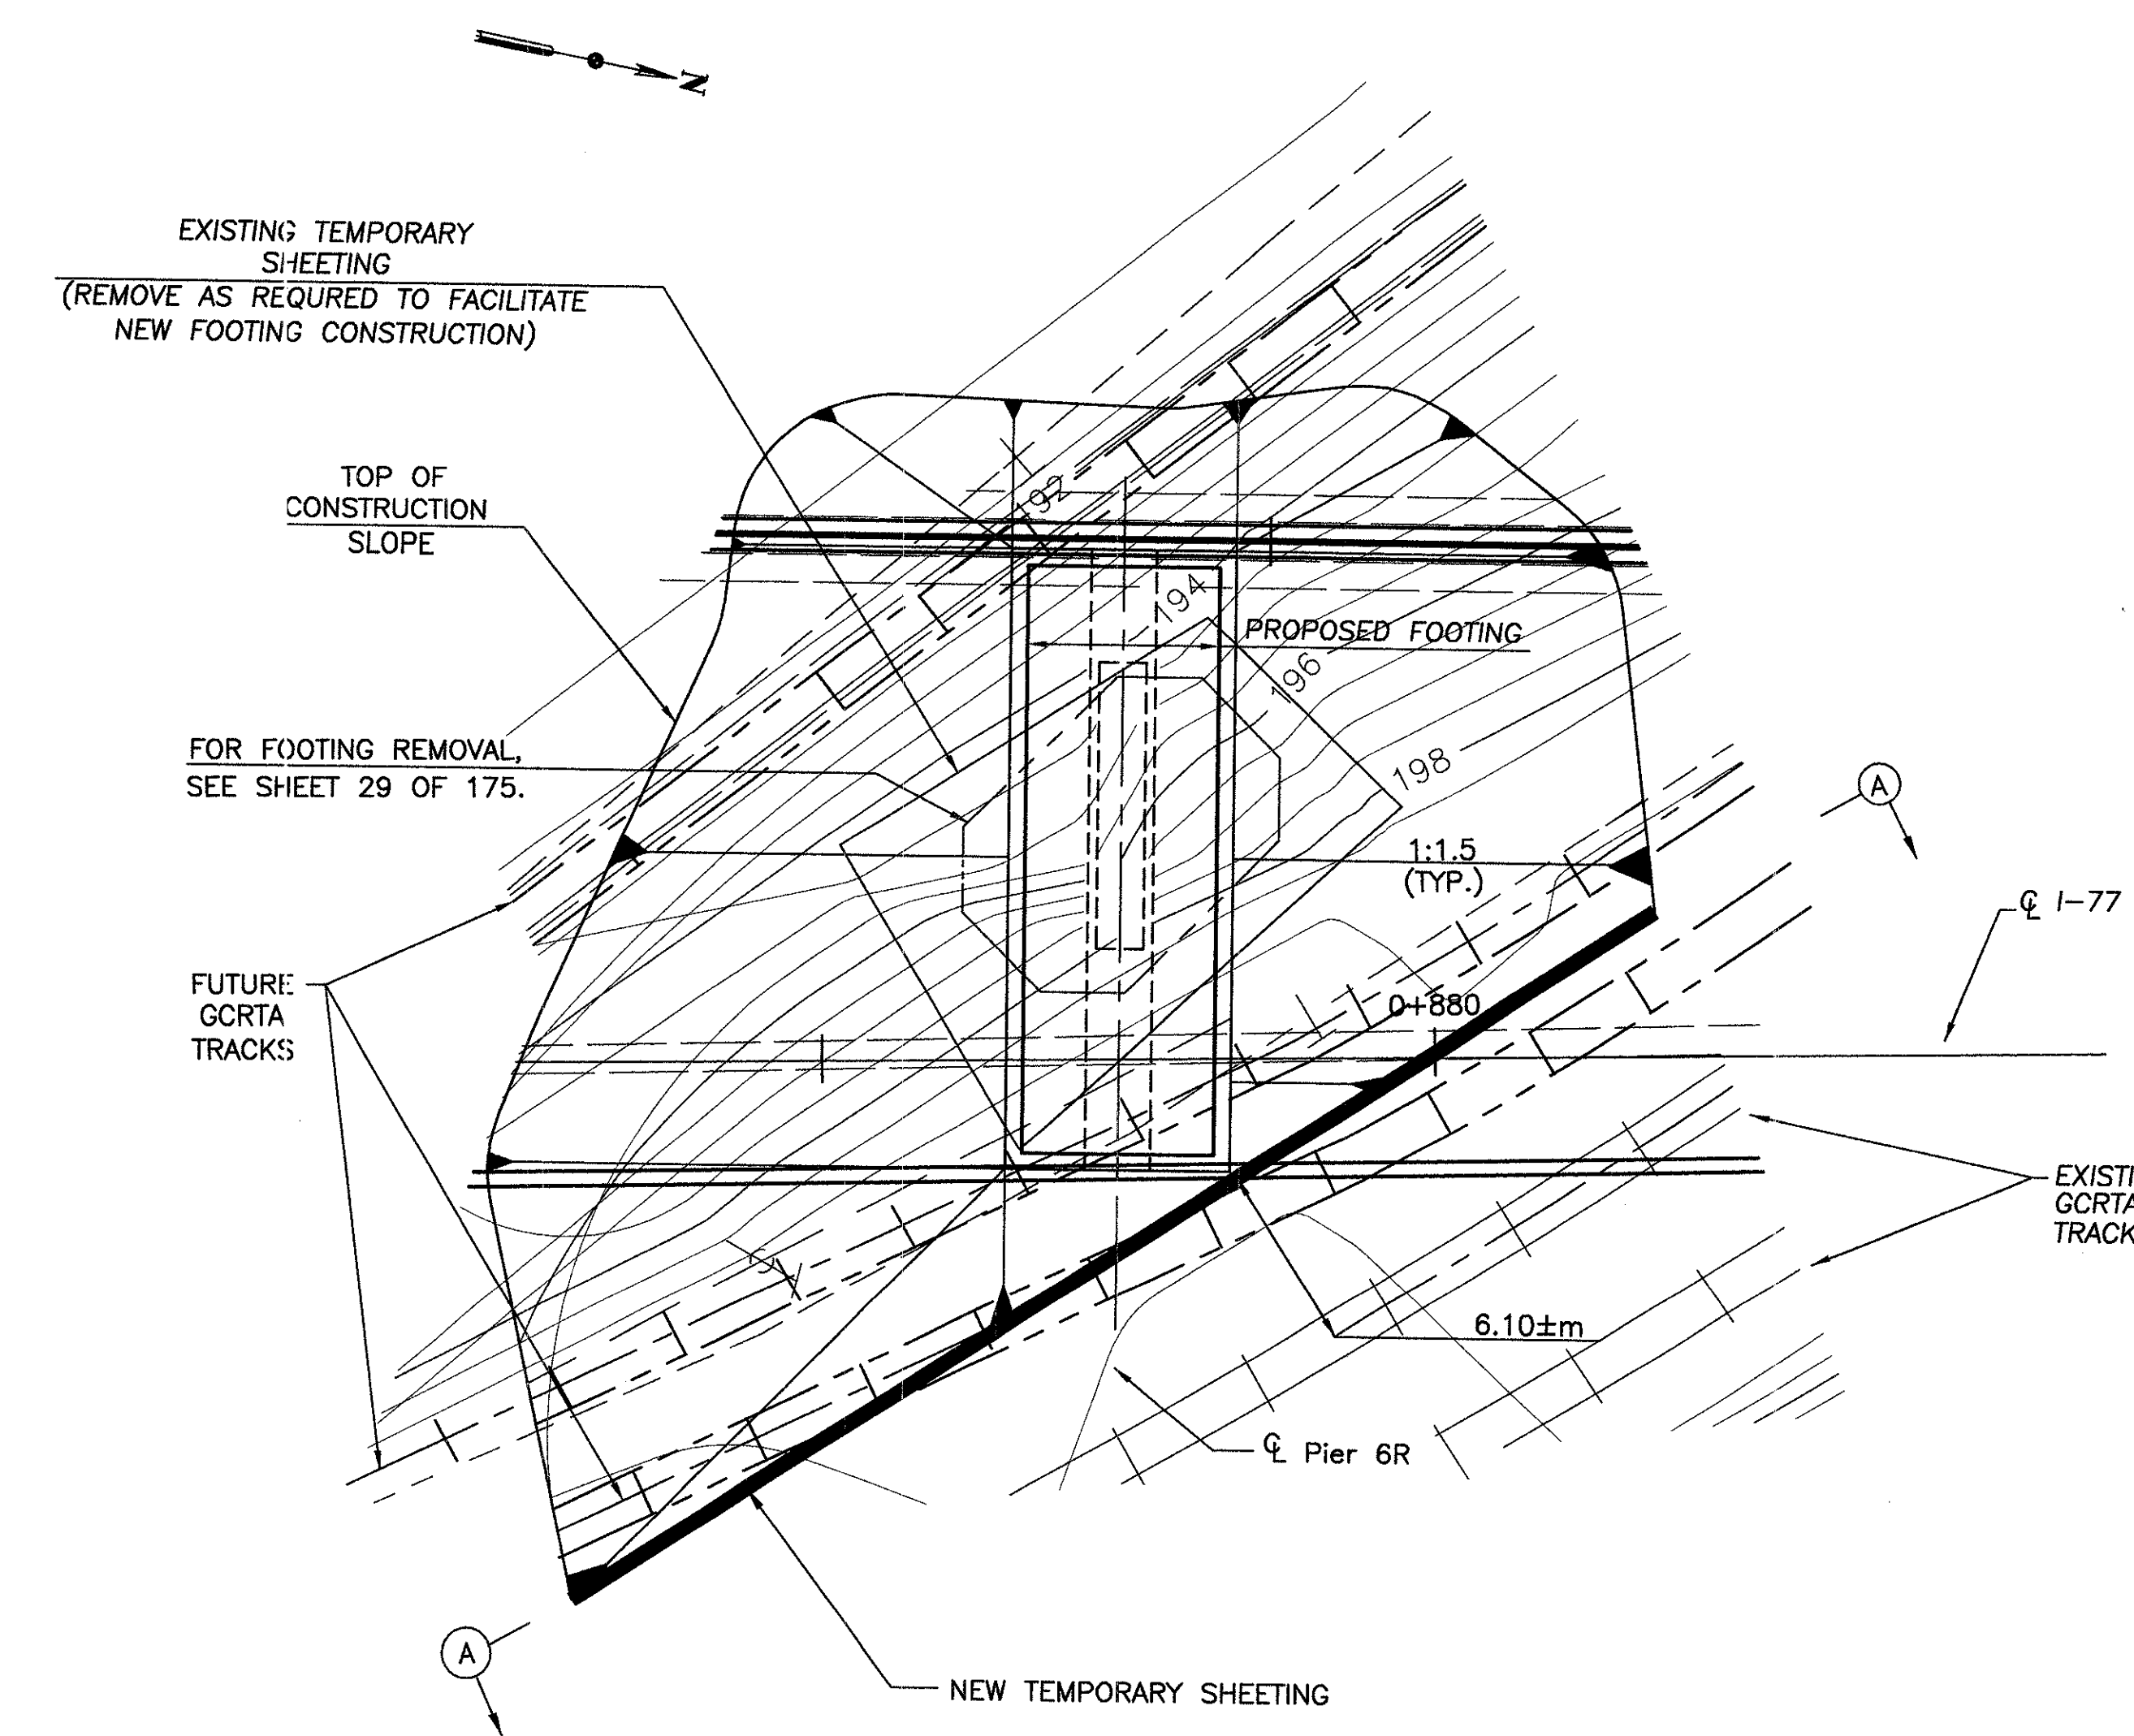 N
EXISTING TEMPORARY
SHEETING
(REMOVE AS REQURED TO FACILITATE
NEW FOOTING CONSTRUCTION)
TOP OF
CONSTRUCTION
SLOPE
192
194
PROPOSED FOOTING
196
198
FOR FOOTING REMOVAL,
SEE SHEET 29 OF 175.
A
1:1.5
(TYP.)
℄ I-77
FUTURE
GCRTA
TRACKS
0+880
EXISTI
GCRTA
TRACK
6.10±m
℄ Pier 6R
A
NEW TEMPORARY SHEETING